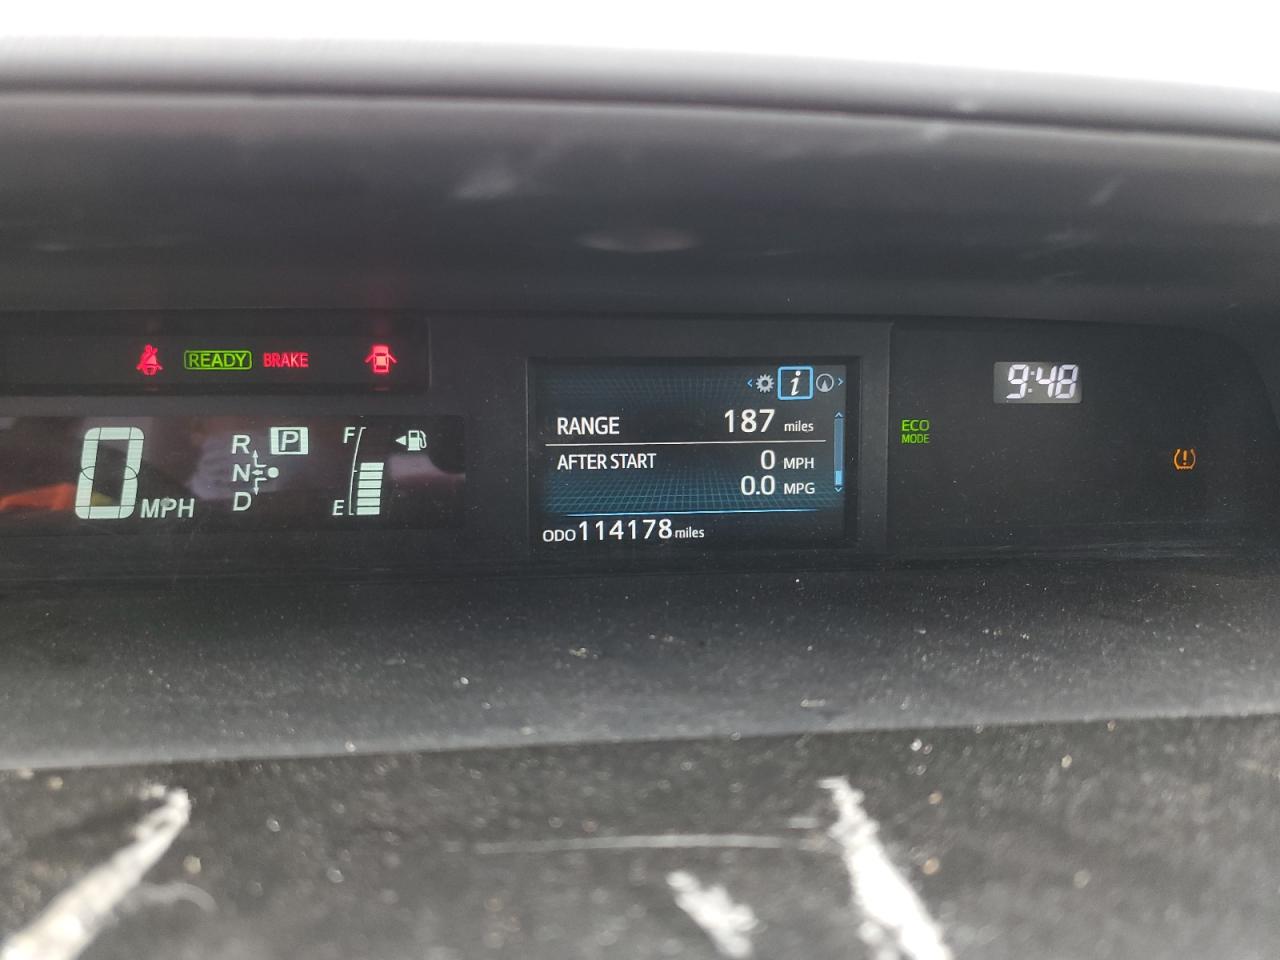 READY BRAKE
0 MPH
R P
N
D
F
E
i
RANGE 187 miles
AFTER START 0 MPH
0.0 MPG
ODO 114178 miles
ECO
MODE
9:48
(!)